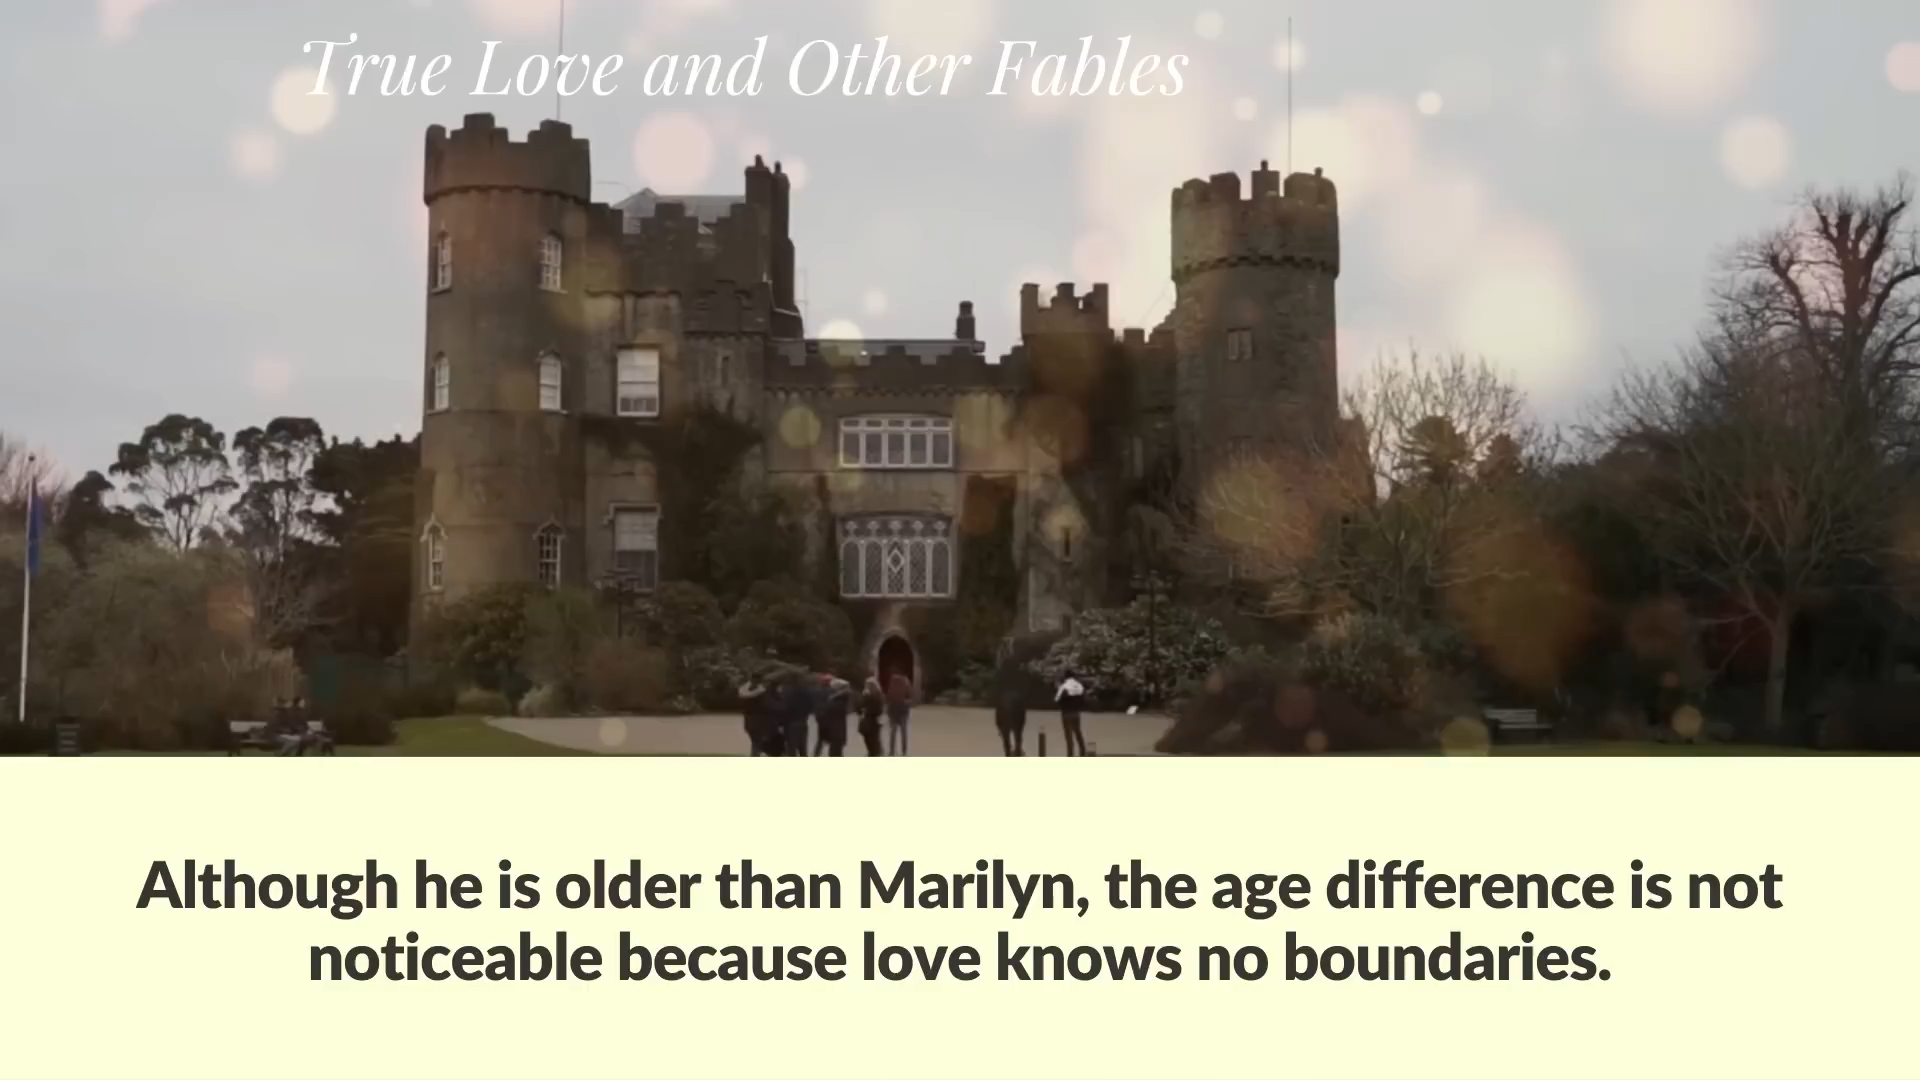 True Love and Other Fables
Although he is older than Marilyn, the age difference is not
noticeable because love knows no boundaries.